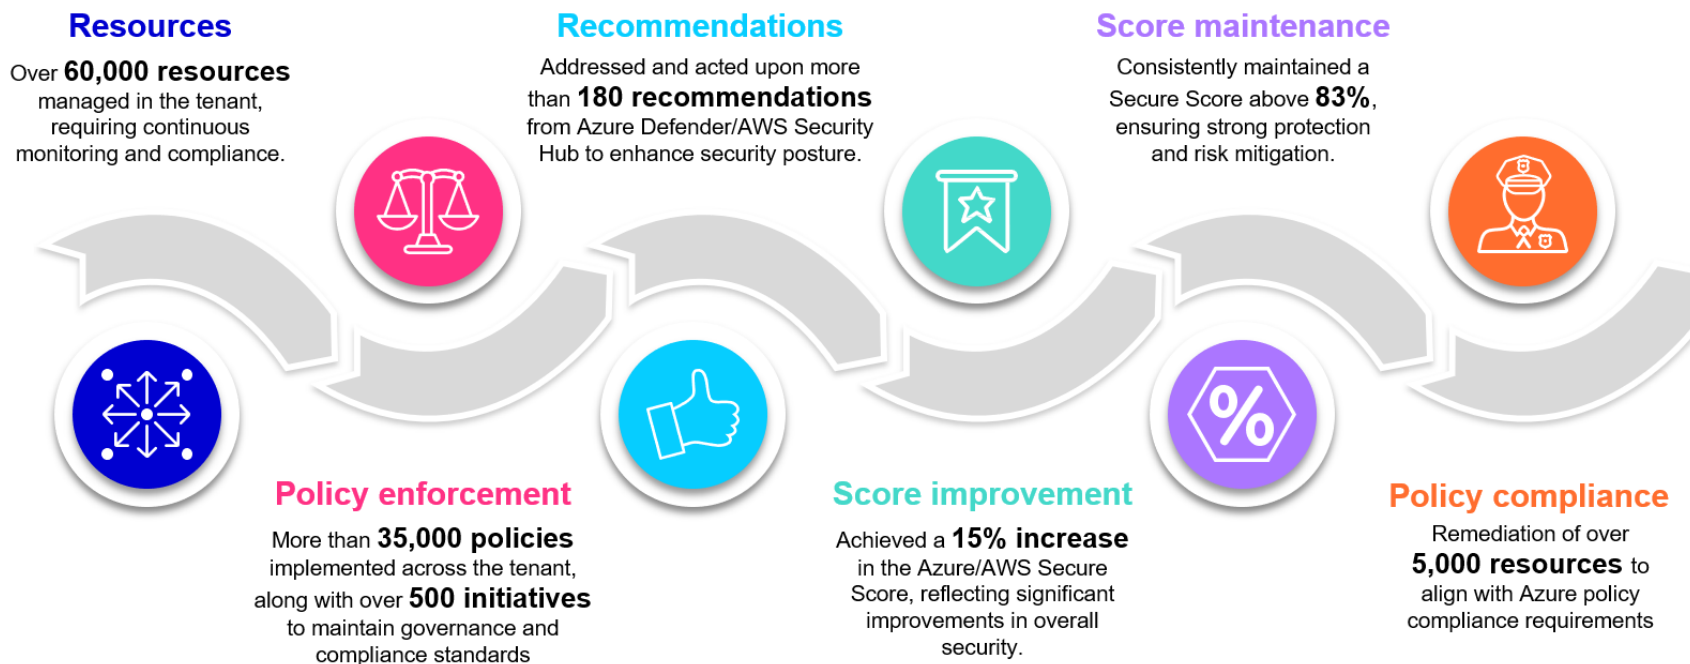 Resources
Over 60,000 resources
managed in the tenant,
requiring continuous
monitoring and compliance.
Policy enforcement
More than 35,000 policies
implemented across the tenant,
along with over 500 initiatives
to maintain governance and
compliance standards
Recommendations
Addressed and acted upon more
than 180 recommendations
from Azure Defender/AWS Security
Hub to enhance security posture.
Score improvement
Achieved a 15% increase
in the Azure/AWS Secure
Score, reflecting significant
improvements in overall
security.
Score maintenance
Consistently maintained a
Secure Score above 83%,
ensuring strong protection
and risk mitigation.
%
Policy compliance
Remediation of over
5,000 resources to
align with Azure policy
compliance requirements